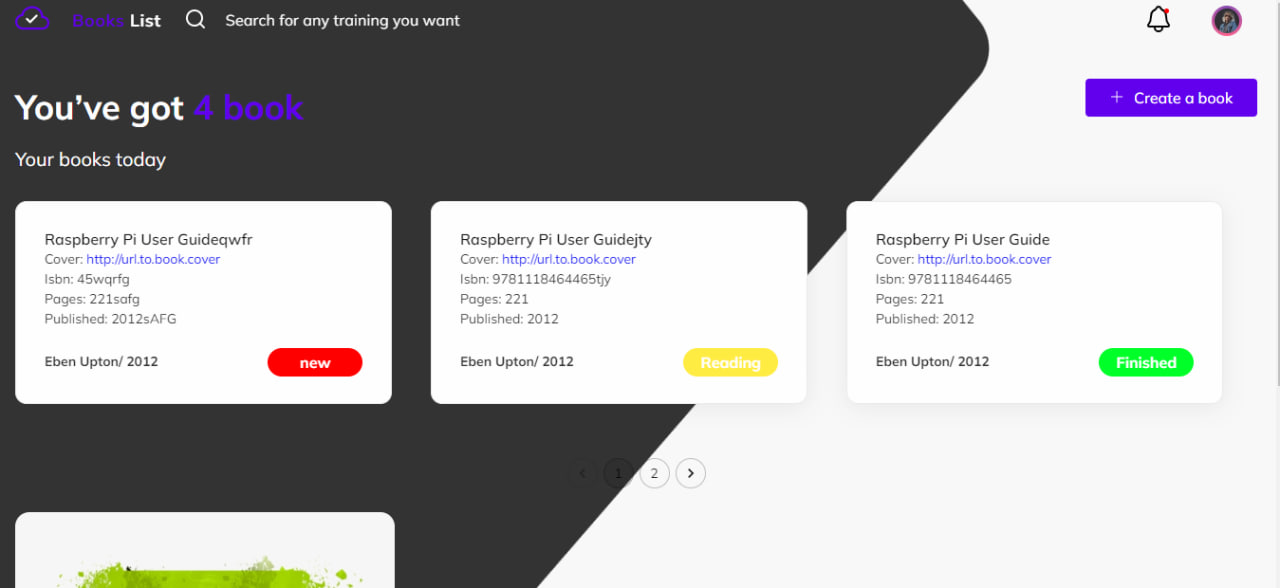 Books List
Search for any training you want
You've got 4 book
+ Create a book
Your books today
Raspberry Pi User Guideqwfr
Cover: http://url.to.book.cover
Isbn: 45wqrfg
Pages: 221safg
Published: 2012sAFG
Eben Upton/ 2012
new
Raspberry Pi User Guidejty
Cover: http://url.to.book.cover
Isbn: 9781118464465tjy
Pages: 221
Published: 2012
Eben Upton/ 2012
Reading
Raspberry Pi User Guide
Cover: http://url.to.book.cover
Isbn: 9781118464465
Pages: 221
Published: 2012
Eben Upton/ 2012
Finished
1 2